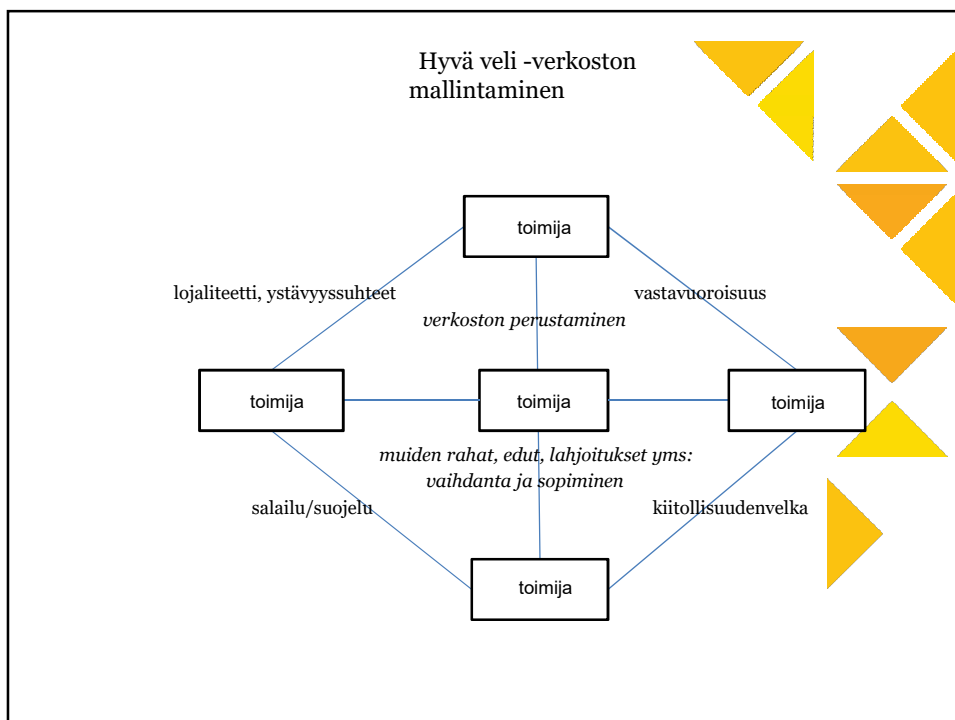 Hyvä veli -verkoston
mallintaminen
toimija
lojaliteetti, ystävyyssuhteet
vastavuoroisuus
verkoston perustaminen
toimija
toimija
toimija
muiden rahat, edut, lahjoitukset yms:
vaihdanta ja sopiminen
salailu/suojelu
kiitollisuudenvelka
toimija